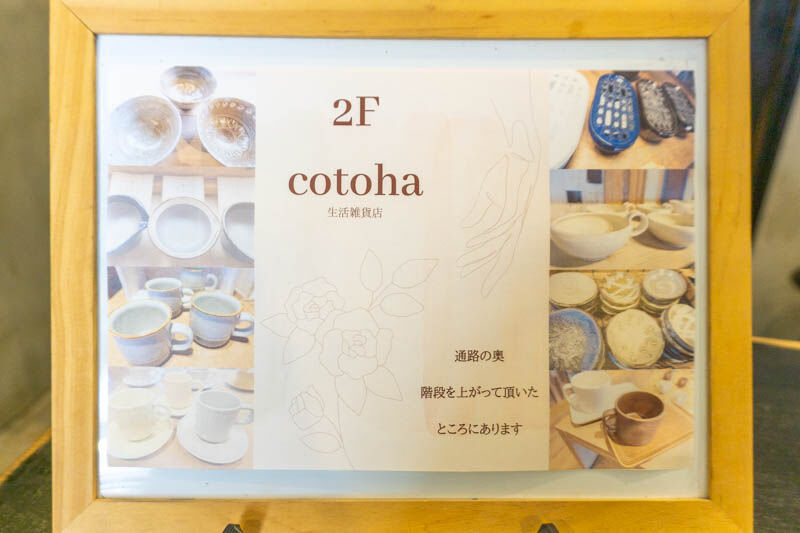 2F
cotoha
生活雑貨店
通路の奥
階段を上がって頂いた
ところにあります